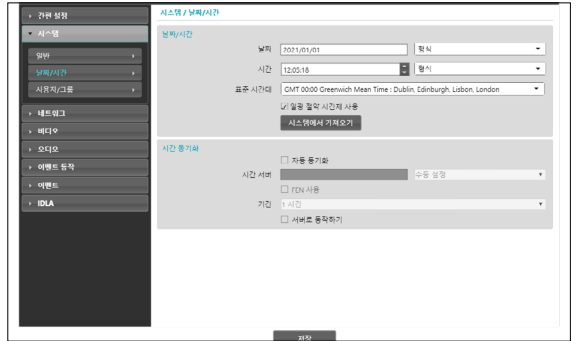 간편 설정
시스템
일반
날짜/시간
사용자/그룹
네트워크
비디오
오디오
이벤트 동작
이벤트
IDLA
시스템 / 날짜/시간
날짜/시간
날짜 2021/01/01 형식
시간 12:05:18 형식
표준 시간대 GMT 00:00 Greenwich Mean Time : Dublin, Edinburgh, Lisbon, London
일광 절약 시간제 사용
시스템에서 가져오기
시간 동기화
자동 동기화
시간 서버 수동 설정
FEN 사용
기간 1 시간
서버로 동작하기
저장